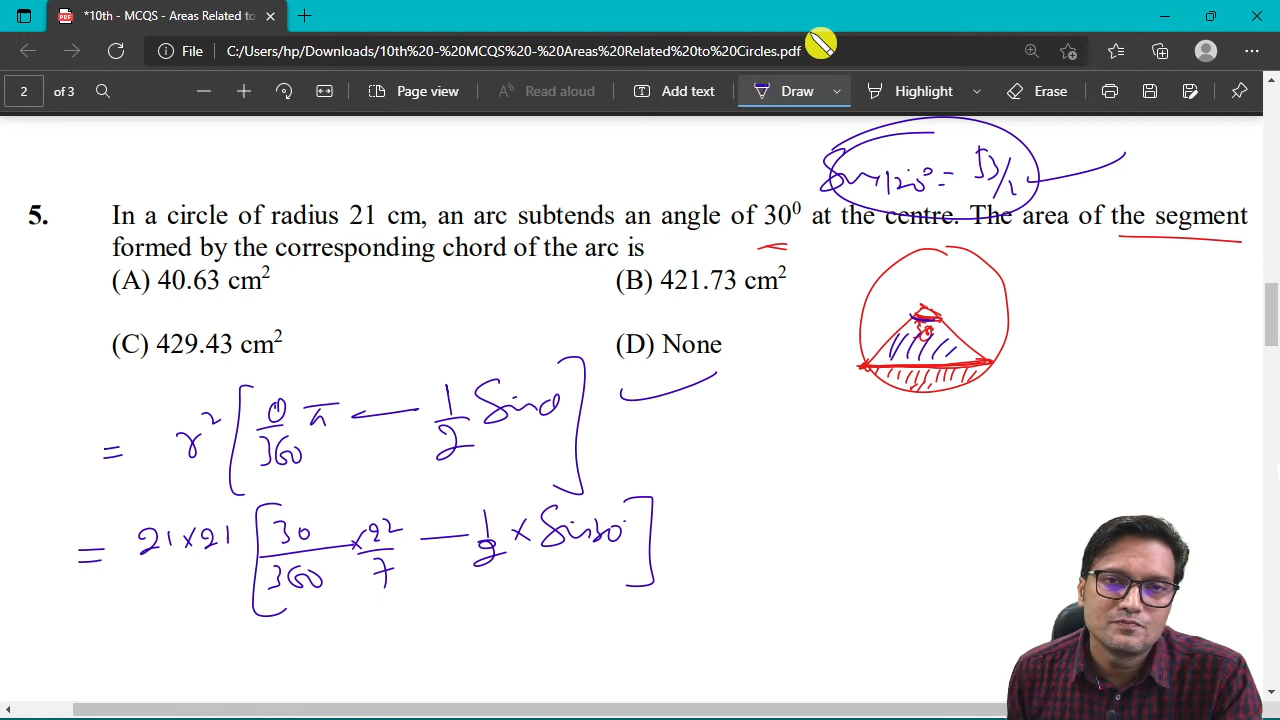 *10th - MCQS - Areas Related to
File C:/Users/hp/Downloads/10th%20-%20MCQS%20-%20Areas%20Related%20to%20Circles.pdf
2 of 3 Page view Read aloud Add text Draw Highlight Erase
Sin120° = √3/2
5. In a circle of radius 21 cm, an arc subtends an angle of 30⁰ at the centre. The area of the segment
formed by the corresponding chord of the arc is
(A) 40.63 cm² (B) 421.73 cm²
30
(C) 429.43 cm² (D) None
= r² [θ/360 π — 1/2 Sinθ]
= 21×21 [30/360 × 22/7 — 1/2 × Sin30°]